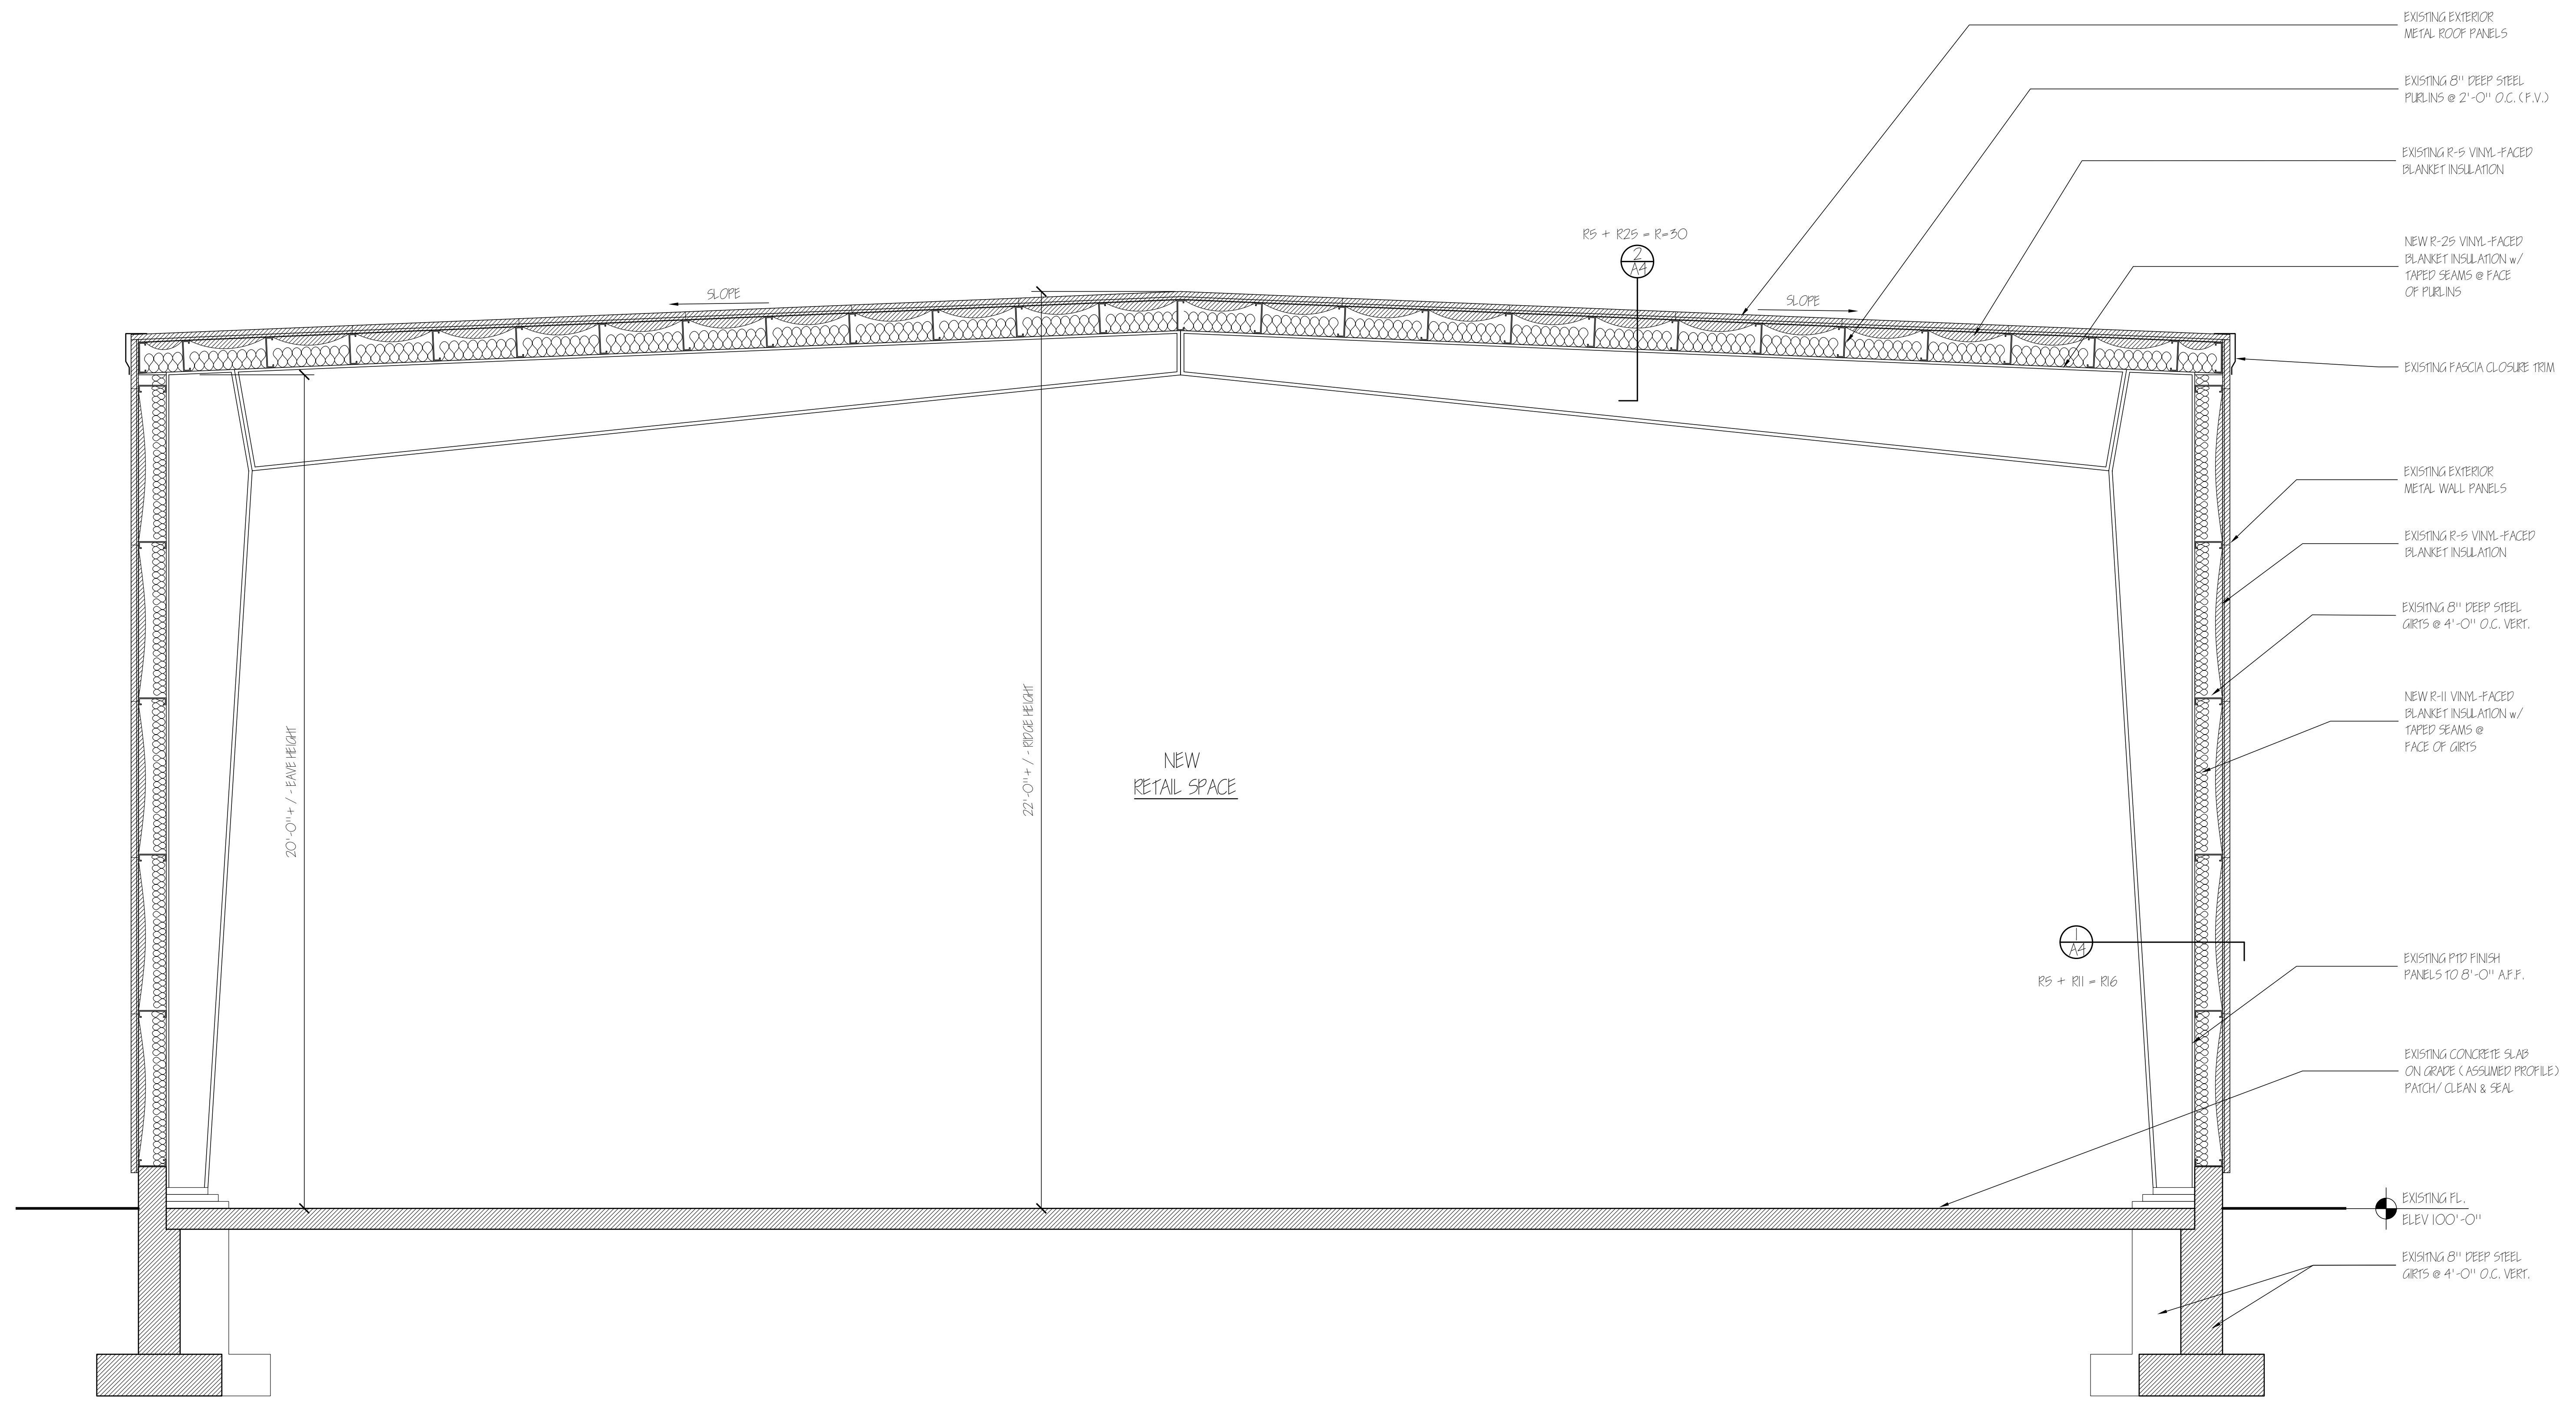 EXISTING EXTERIOR
METAL ROOF PANELS
EXISTING 8" DEEP STEEL
PURLINS @ 2'-0" O.C. (F.V.)
EXISTING R-5 VINYL-FACED
BLANKET INSULATION
R5 + R25 = R=30
2
A4
NEW R-25 VINYL-FACED
BLANKET INSULATION w/
TAPED SEAMS @ FACE
OF PURLINS
SLOPE
SLOPE
EXISTING FASCIA CLOSURE TRIM
EXISTING EXTERIOR
METAL WALL PANELS
EXISTING R-5 VINYL-FACED
BLANKET INSULATION
EXISITNG 8" DEEP STEEL
GIRTS @ 4'-0" O.C. VERT.
NEW R-11 VINYL-FACED
BLANKET INSULATION w/
TAPED SEAMS @
FACE OF GIRTS
20'-0"+ / - EAVE HEIGHT
22'-0"+ / - RIDGE HEIGHT
NEW
RETAIL SPACE
1
A4
R5 + R11 = R16
EXISTING PTD FINISH
PANELS TO 8'-0" A.F.F.
EXISTING CONCRETE SLAB
ON GRADE (ASSUMED PROFILE)
PATCH/ CLEAN & SEAL
EXISTING FL.
ELEV 100'-0"
EXISITNG 8" DEEP STEEL
GIRTS @ 4'-0" O.C. VERT.